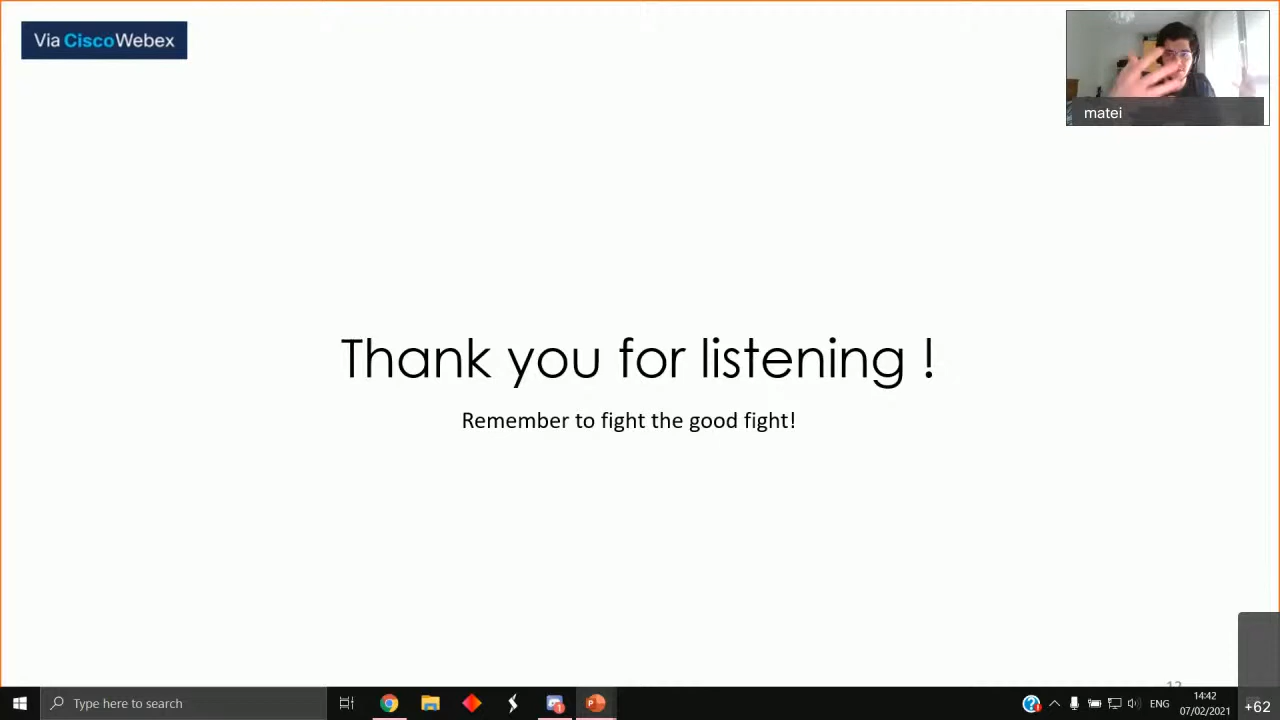 Via CiscoWebex
matei
Thank you for listening !
Remember to fight the good fight!
12
Type here to search
ENG
14:42
07/02/2021
+62